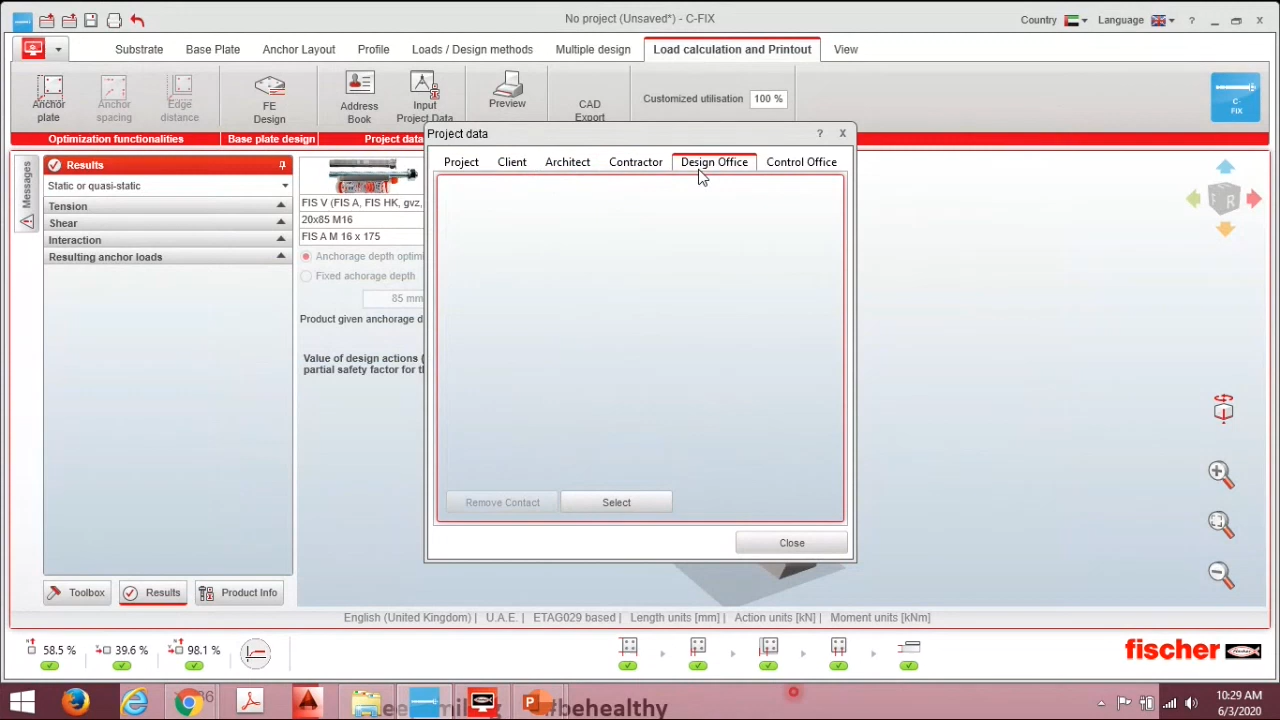 No project (Unsaved*) - C-FIX
Country
Language
?
Substrate
Base Plate
Anchor Layout
Profile
Loads / Design methods
Multiple design
Load calculation and Printout
View
Anchor
plate
Anchor
spacing
Edge
distance
FE
Design
Address
Book
Input
Project Data
Preview
CAD
Export
Customized utilisation 100 %
C-
FIX
Optimization functionalities
Base plate design
Project data
Project data
?
X
Project
Client
Architect
Contractor
Design Office
Control Office
Remove Contact
Select
Close
Messages
Results
Static or quasi-static
Tension
Shear
Interaction
Resulting anchor loads
FIS V (FIS A, FIS HK, gvz,
20x85 M16
FIS A M 16 x 175
Anchorage depth optim
Fixed achorage depth
85 mm
Product given anchorage d
Value of design actions (
partial safety factor for th
F R
Toolbox
Results
Product Info
English (United Kingdom) | U.A.E. | ETAG029 based | Length units [mm] | Action units [kN] | Moment units [kNm]
58.5 %
39.6 %
98.1 %
fischer
#behealthy
10:29 AM
6/3/2020